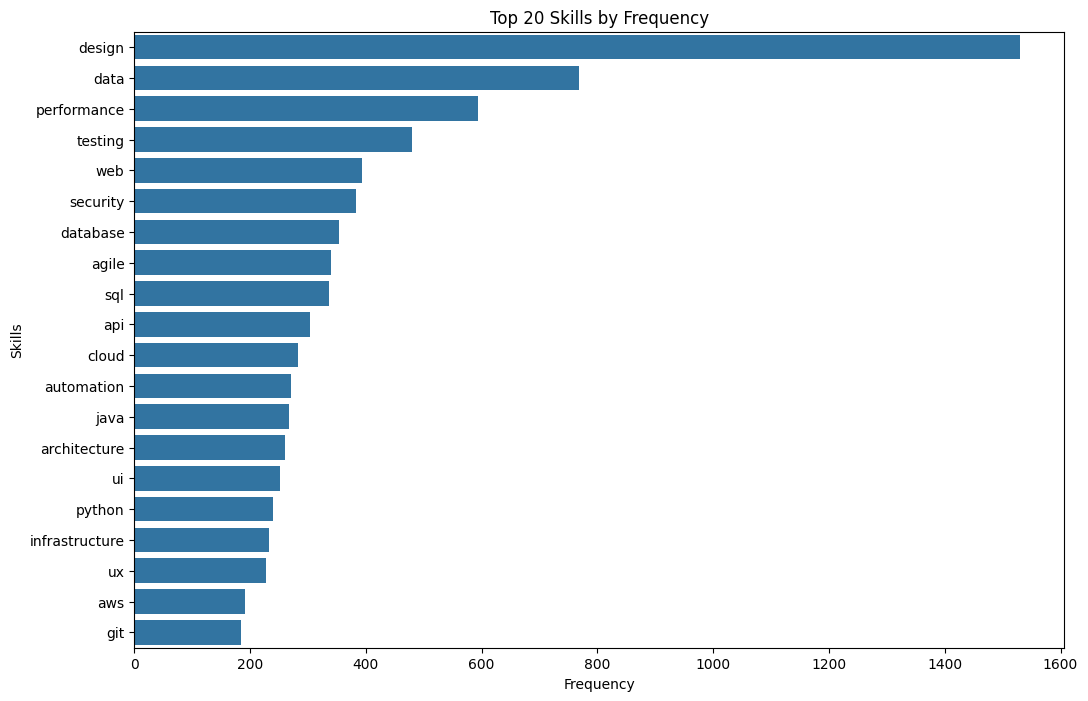 Top 20 Skills by Frequency
Skills
design
data
performance
testing
web
security
database
agile
sql
api
cloud
automation
java
architecture
ui
python
infrastructure
ux
aws
git
0 200 400 600 800 1000 1200 1400 1600
Frequency